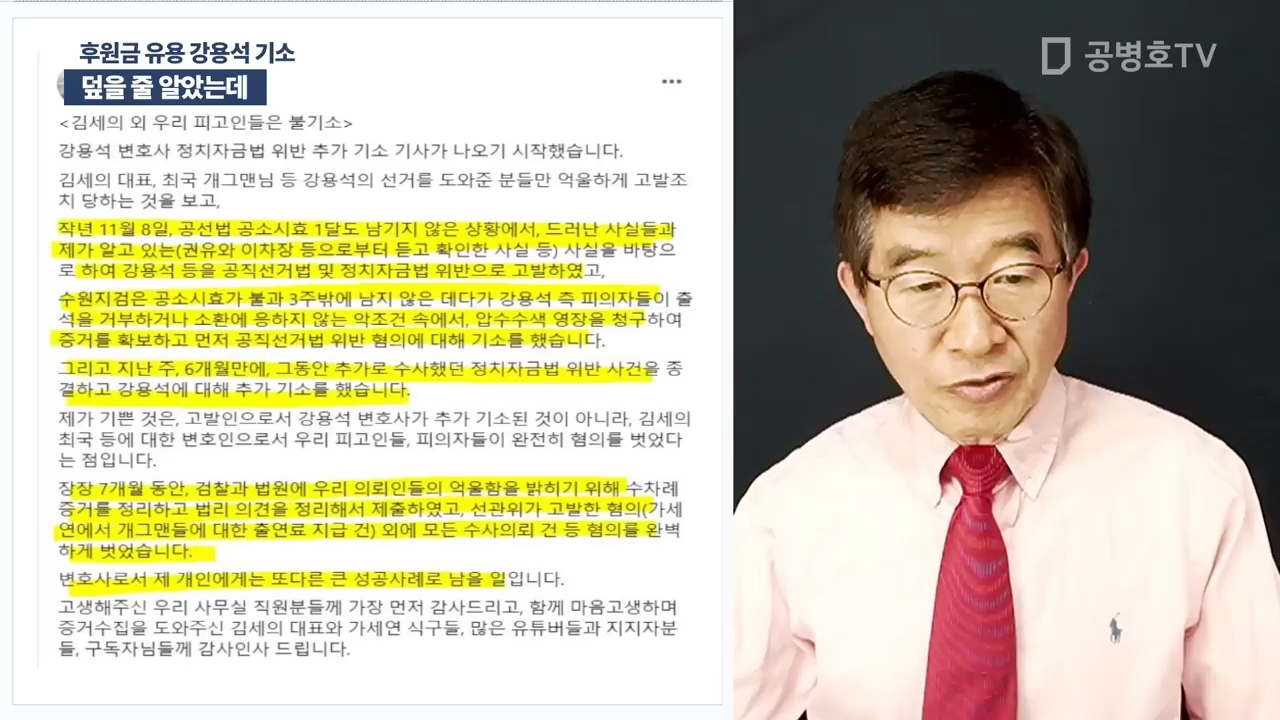 후원금 유용 강용석 기소
덮을 줄 알았는데
공병호TV
<김세의 외 우리 피고인들은 불기소>
강용석 변호사 정치자금법 위반 추가 기소 기사가 나오기 시작했습니다.
김세의 대표, 최국 개그맨님 등 강용석의 선거를 도와준 분들만 억울하게 고발조
치 당하는 것을 보고,
작년 11월 8일, 공선법 공소시효 1달도 남기지 않은 상황에서, 드러난 사실들과
제가 알고 있는(권유와 이차장 등으로부터 듣고 확인한 사실 등) 사실을 바탕으
로 하여 강용석 등을 공직선거법 및 정치자금법 위반으로 고발하였고,
수원지검은 공소시효가 불과 3주밖에 남지 않은 데다가 강용석 즉 피의자들이 출
석을 거부하거나 소환에 응하지 않는 악조건 속에서, 압수수색 영장을 청구하여
증거를 확보하고 먼저 공직선거법 위반 혐의에 대해 기소를 했습니다.
그리고 지난 주, 6개월만에, 그동안 추가로 수사했던 정치자금법 위반 사건을 종
결하고 강용석에 대해 추가 기소를 했습니다.
제가 기쁜 것은, 고발인으로서 강용석 변호사가 추가 기소된 것이 아니라, 김세의
최국 등에 대한 변호인으로서 우리 피고인들, 피의자들이 완전히 혐의를 벗었다
는 점입니다.
장장 7개월 동안, 검찰과 법원에 우리 의뢰인들의 억울함을 밝히기 위해 수차례
증거를 정리하고 법리 의견을 정리해서 제출하였고, 선관위가 고발한 혐의(가세
연에서 개그맨들에 대한 출연료 지급 건) 외에 모든 수사의뢰 건 등 혐의를 완벽
하게 벗었습니다.
변호사로서 제 개인에게는 또다른 큰 성공사례로 남을 일입니다.
고생해주신 우리 사무실 직원분들께 가장 먼저 감사드리고, 함께 마음고생하며
증거수집을 도와주신 김세의 대표와 가세연 식구들, 많은 유튜버들과 지지자분
들, 구독자님들께 감사인사 드립니다.